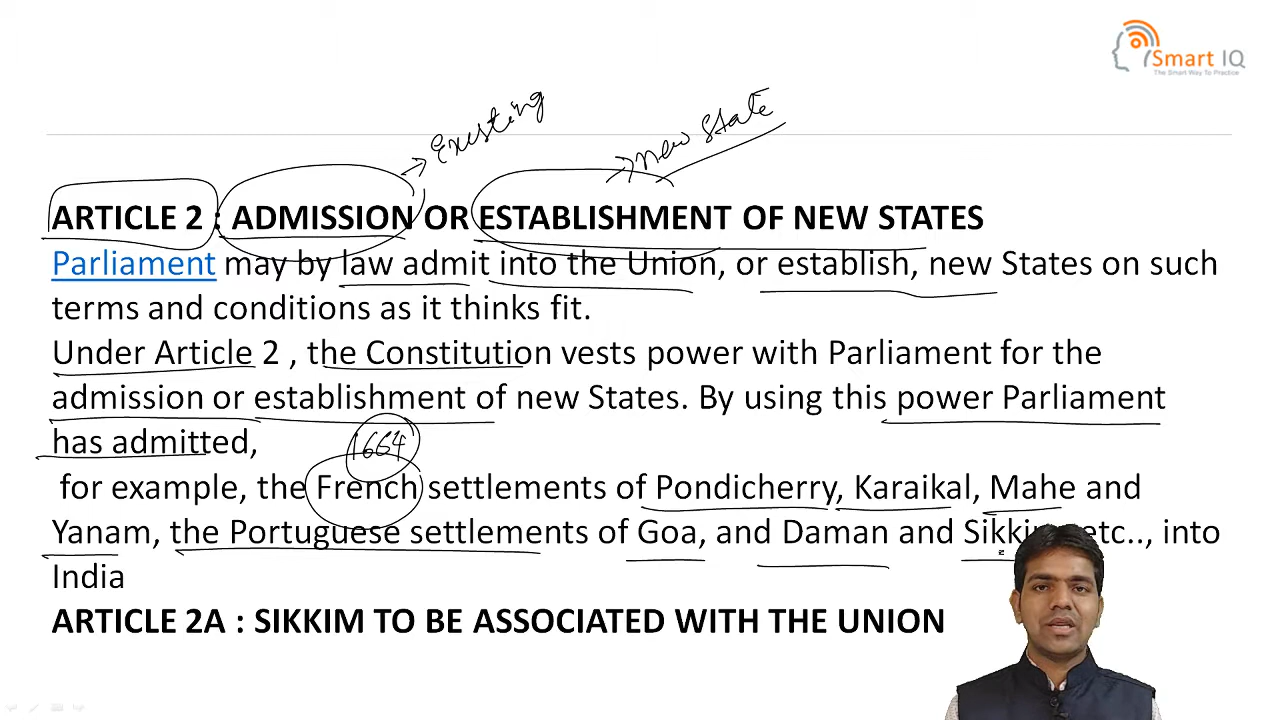 Smart IQ
The Smart Way To Practice
Existing
New State
ARTICLE 2 : ADMISSION OR ESTABLISHMENT OF NEW STATES
Parliament may by law admit into the Union, or establish, new States on such
terms and conditions as it thinks fit.
Under Article 2 , the Constitution vests power with Parliament for the
admission or establishment of new States. By using this power Parliament
has admitted,
1664
for example, the French settlements of Pondicherry, Karaikal, Mahe and
Yanam, the Portuguese settlements of Goa, and Daman and Sikkim etc.., into
India
ARTICLE 2A : SIKKIM TO BE ASSOCIATED WITH THE UNION